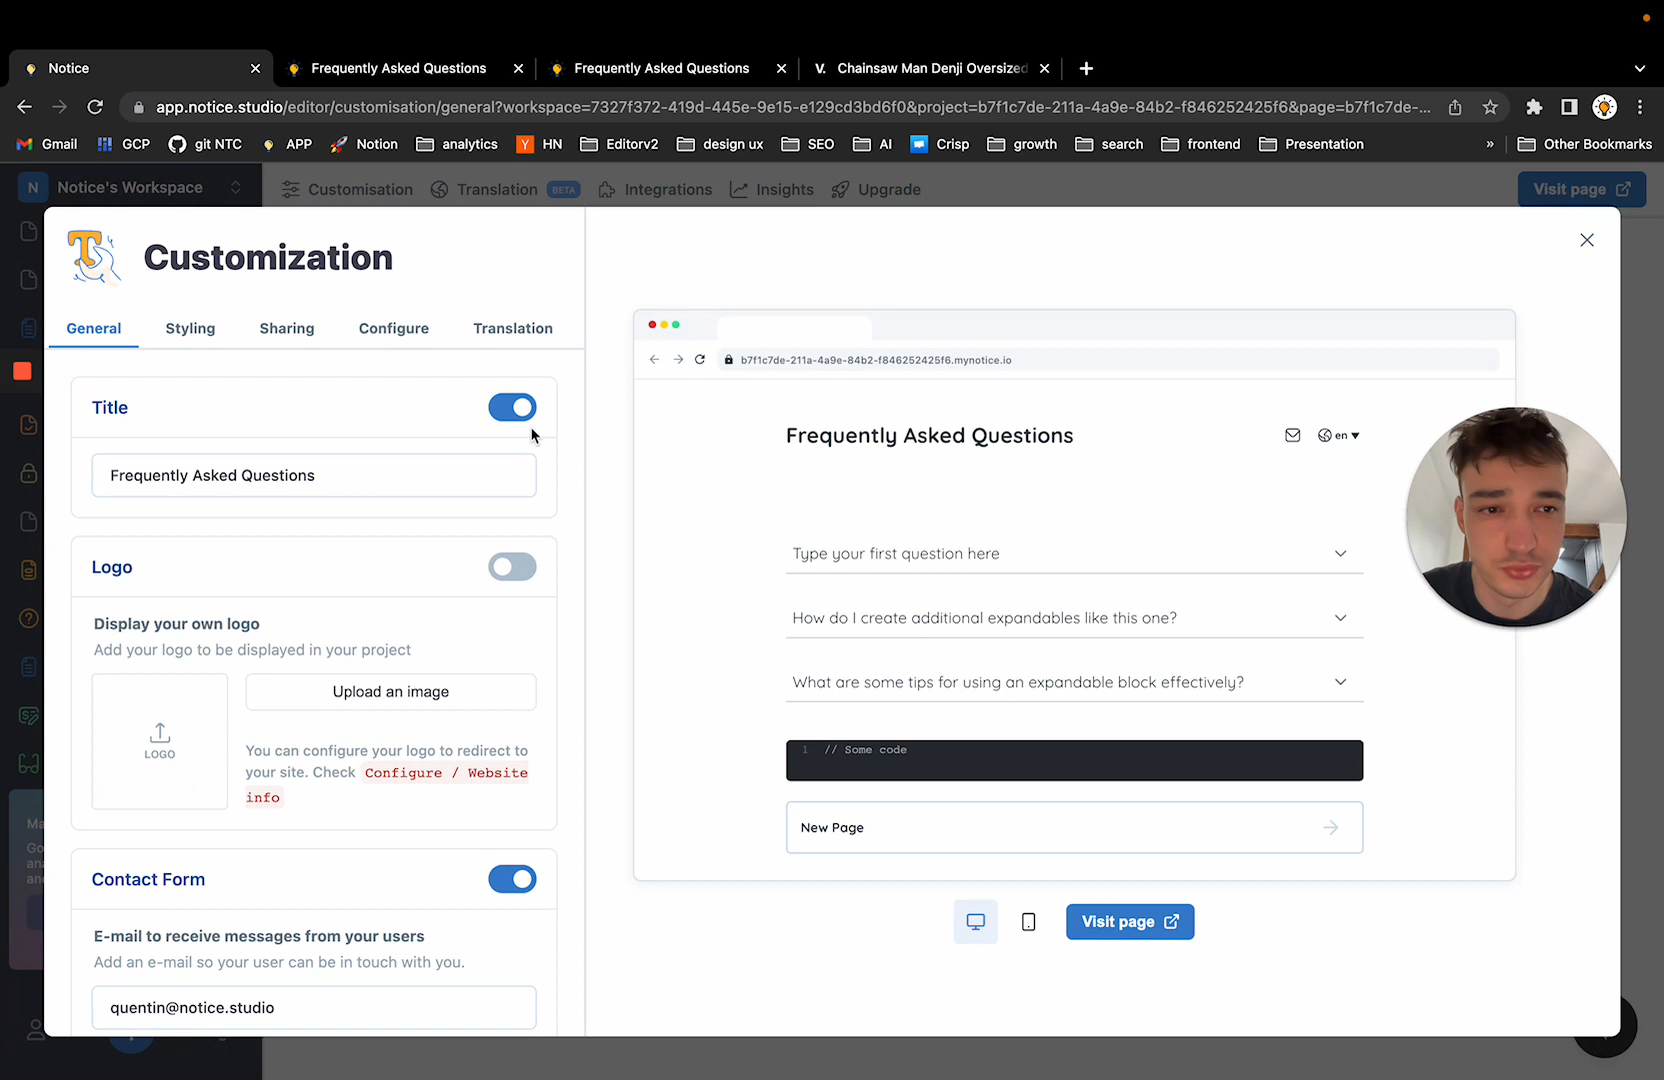 Notice
Frequently Asked Questions
Frequently Asked Questions
V. Chainsaw Man Denji Oversized
app.notice.studio/editor/customisation/general?workspace=7327f372-419d-445e-9e15-e129cd3bd6f0&project=b7f1c7de-211a-4a9e-84b2-f846252425f6&page=b7f1c7de-...
Gmail
GCP
git NTC
APP
Notion
analytics
Y HN
Editorv2
design ux
SEO
AI
Crisp
growth
search
frontend
Presentation
»
Other Bookmarks
N Notice's Workspace
Customisation
Translation BETA
Integrations
Insights
Upgrade
Visit page
Customization
General
Styling
Sharing
Configure
Translation
Title
Frequently Asked Questions
Logo
Display your own logo
Add your logo to be displayed in your project
LOGO
Upload an image
You can configure your logo to redirect to
your site. Check Configure / Website
info
Contact Form
E-mail to receive messages from your users
Add an e-mail so your user can be in touch with you.
quentin@notice.studio
b7f1c7de-211a-4a9e-84b2-f846252425f6.mynotice.io
Frequently Asked Questions
en
Type your first question here
How do I create additional expandables like this one?
What are some tips for using an expandable block effectively?
1 // Some code
New Page
Visit page